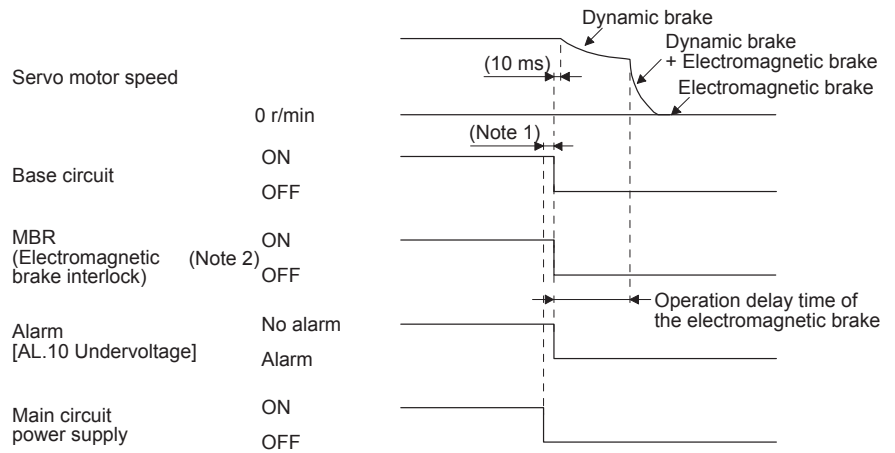 Dynamic brake
Dynamic brake
+ Electromagnetic brake
Electromagnetic brake
(10 ms)
Servo motor speed
0 r/min
(Note 1)
ON
Base circuit
OFF
MBR
(Electromagnetic
brake interlock)
(Note 2)
ON
OFF
Operation delay time of
the electromagnetic brake
No alarm
Alarm
[AL.10 Undervoltage]
Alarm
Main circuit
power supply
ON
OFF